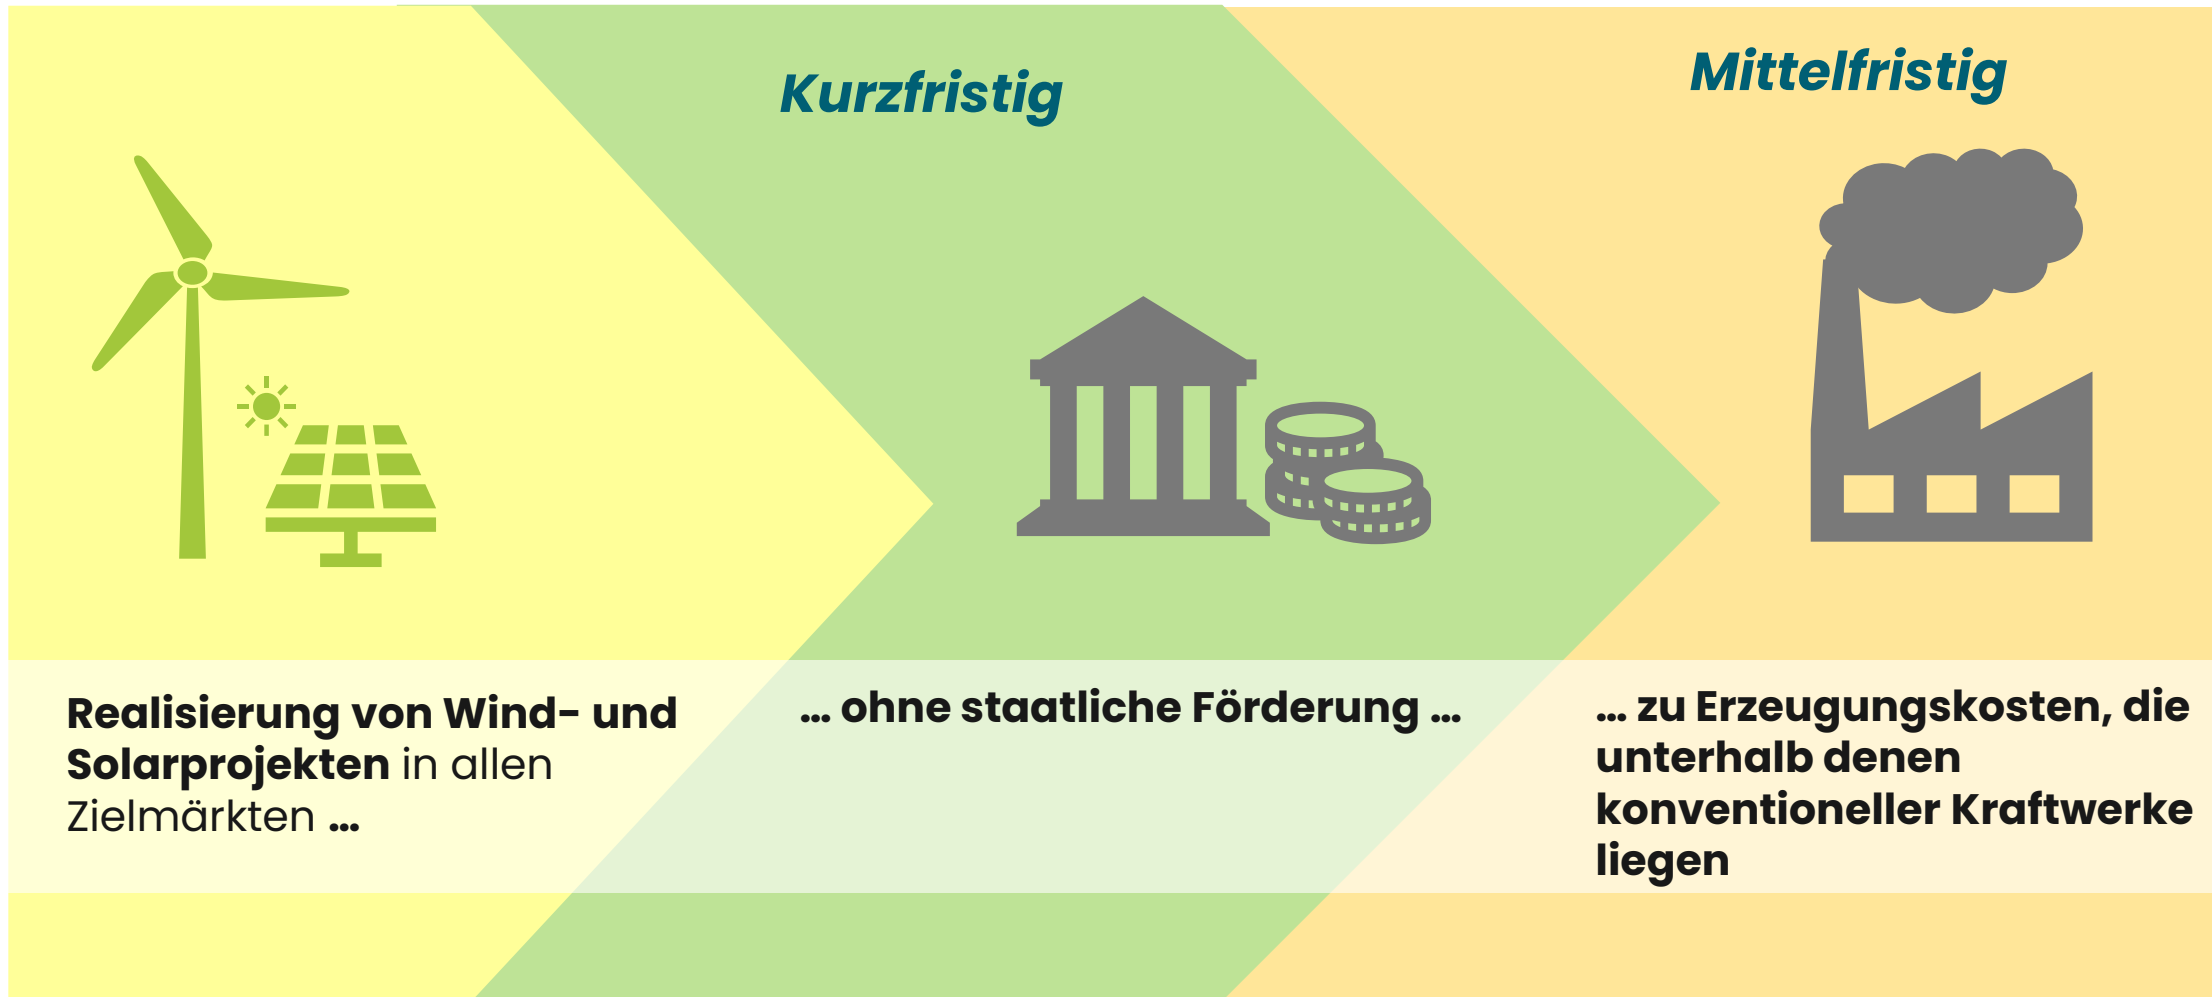 Kurzfristig
Mittelfristig
Realisierung von Wind- und
Solarprojekten in allen
Zielmärkten ...
... ohne staatliche Förderung ...
... zu Erzeugungskosten, die
unterhalb denen
konventioneller Kraftwerke
liegen